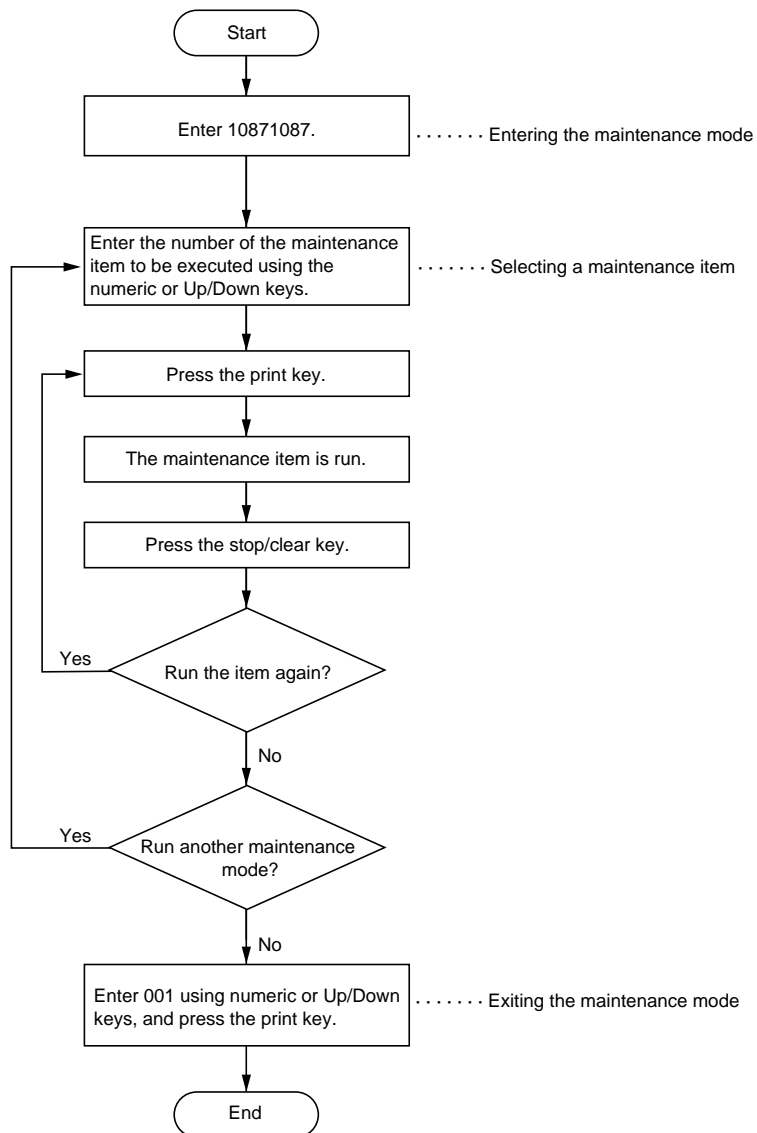 Start
Enter 10871087.
······· Entering the maintenance mode
Enter the number of the maintenance
item to be executed using the
numeric or Up/Down keys.
······· Selecting a maintenance item
Press the print key.
The maintenance item is run.
Press the stop/clear key.
Yes
Run the item again?
No
Yes
Run another maintenance
mode?
No
Enter 001 using numeric or Up/Down
keys, and press the print key.
······· Exiting the maintenance mode
End